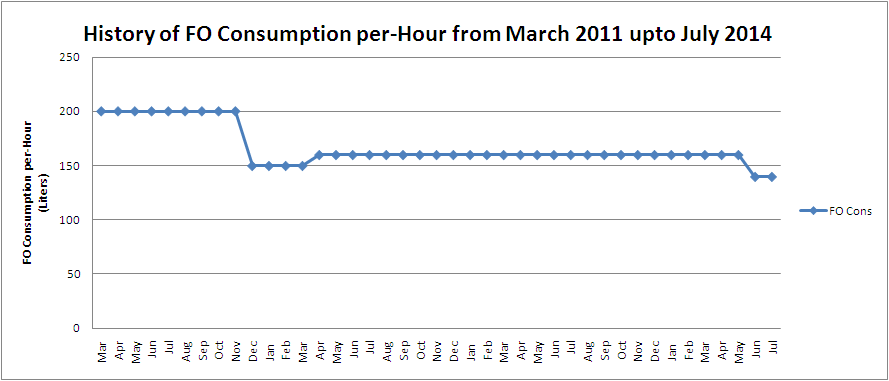 History of FO Consumption per-Hour from March 2011 upto July 2014
250
200
150
100
50
0
FO Consumption per-Hour
(Liters)
Mar Apr May Jun Jul Aug Sep Oct Nov Dec Jan Feb Mar Apr May Jun Jul Aug Sep Oct Nov Dec Jan Feb Mar Apr May Jun Jul Aug Sep Oct Nov Dec Jan Feb Mar Apr May Jun Jul
FO Cons